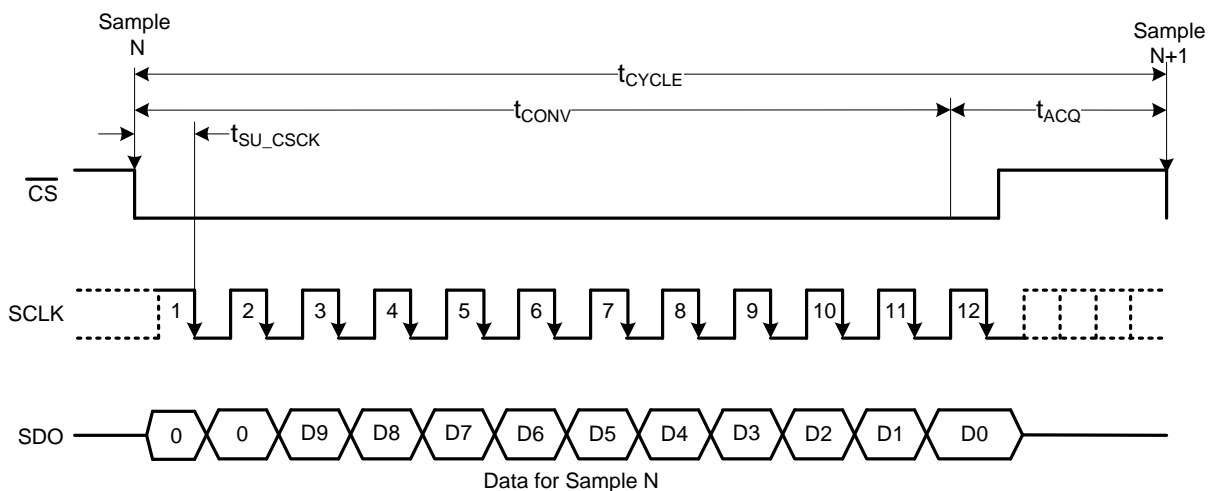 Sample
N
Sample
N+1
tCYCLE
tCONV
tACQ
tSU_CSCK
CS
SCLK
1 2 3 4 5 6 7 8 9 10 11 12
SDO
0 0 D9 D8 D7 D6 D5 D4 D3 D2 D1 D0
Data for Sample N